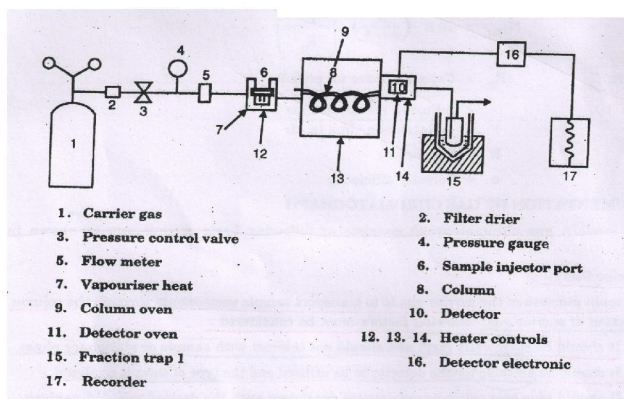 9
4
16
6
8
5
10
2
3
7
12
11
14
1
13
15
17
1. Carrier gas
2. Filter drier
3. Pressure control valve
4. Pressure gauge
5. Flow meter
6. Sample injector port
7. Vapouriser heat
8. Column
9. Column oven
10. Detector
11. Detector oven
12. 13. 14. Heater controls
15. Fraction trap 1
16. Detector electronic
17. Recorder